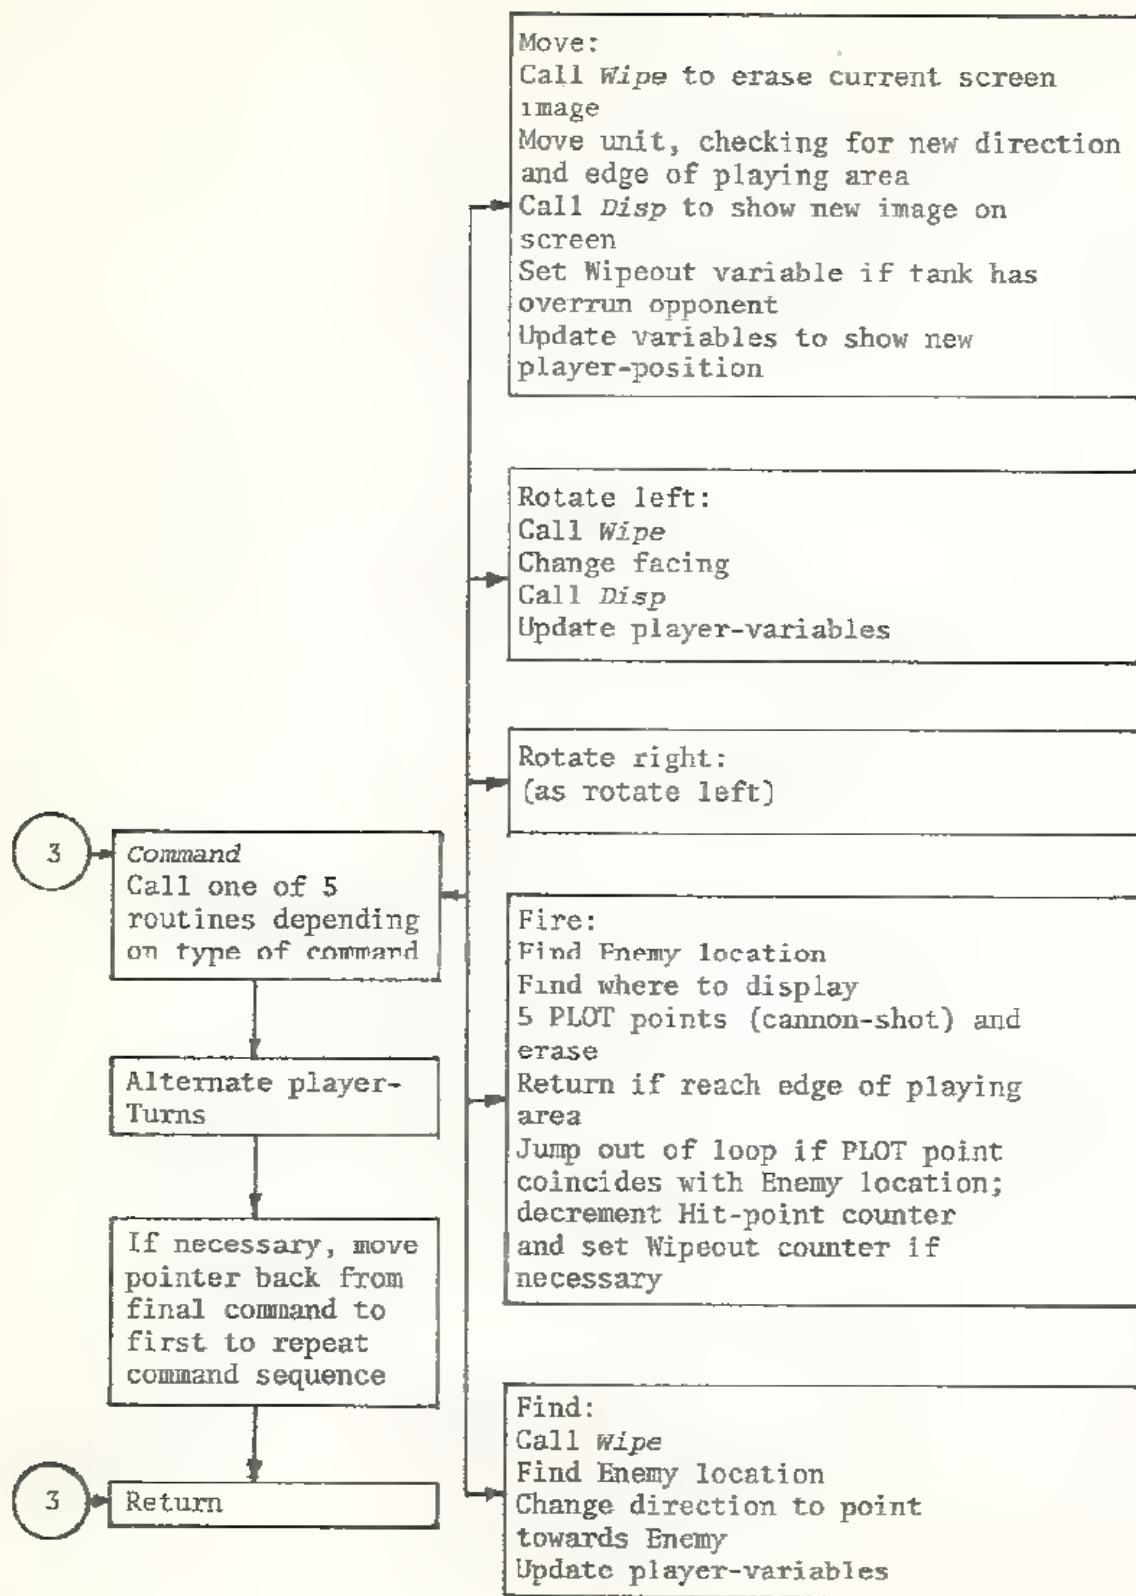 Move:
Call Wipe to erase current screen
image
Move unit, checking for new direction
and edge of playing area
Call Disp to show new image on
screen
Set Wipeout variable if tank has
overrun opponent
Update variables to show new
player-position
Rotate left:
Call Wipe
Change facing
Call Disp
Update player-variables
Rotate right:
(as rotate left)
3
Command
Call one of 5
routines depending
on type of command
Alternate player-
Turns
If necessary, move
pointer back from
final command to
first to repeat
command sequence
3
Return
Fire:
Find Enemy location
Find where to display
5 PLOT points (cannon-shot) and
erase
Return if reach edge of playing
area
Jump out of loop if PLOT point
coincides with Enemy location;
decrement Hit-point counter
and set Wipeout counter if
necessary
Find:
Call Wipe
Find Enemy location
Change direction to point
towards Enemy
Update player-variables